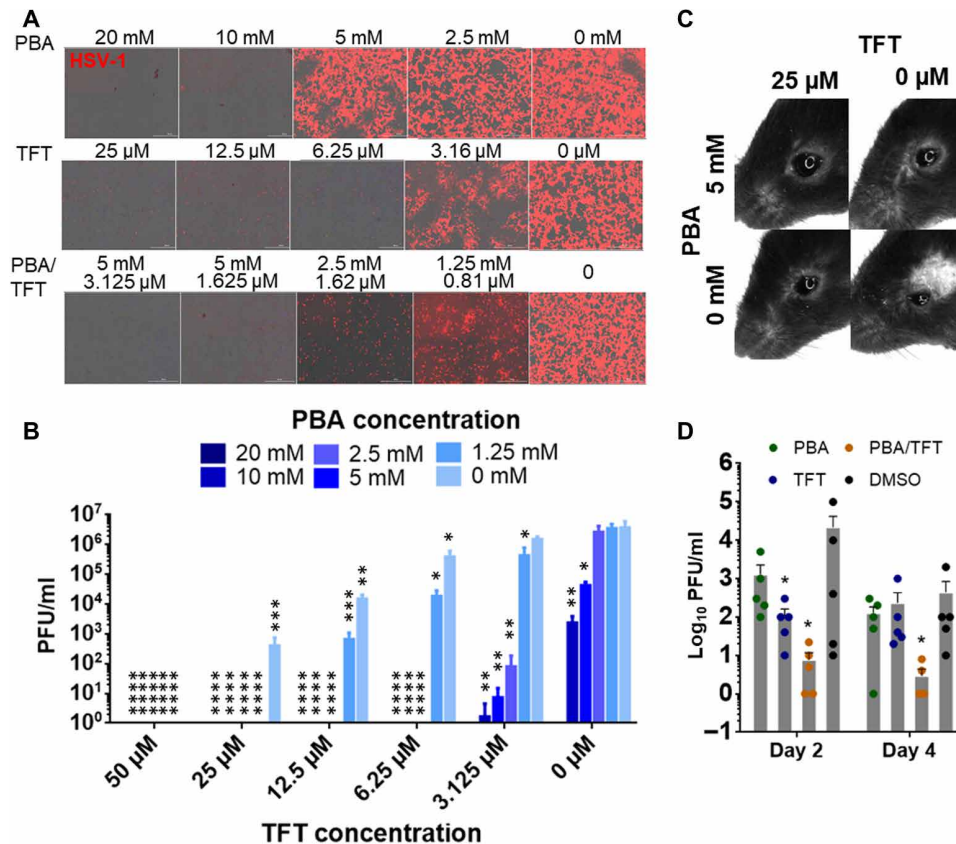 A
PBA 20 mM 10 mM 5 mM 2.5 mM 0 mM
HSV-1
TFT 25 µM 12.5 µM 6.25 µM 3.16 µM 0 µM
PBA/ 5 mM 5 mM 2.5 mM 1.25 mM 0
TFT 3.125 µM 1.625 µM 1.62 µM 0.81 µM
B
PBA concentration
20 mM 2.5 mM 1.25 mM
10 mM 5 mM 0 mM
PFU/ml
10⁷
10⁶
10⁵
10⁴
10³
10²
10¹
10⁰
**** **** **** **** ****
**** **** **** **** ***
**** **** **** *** **
**** **** **** * *
** ** ** *
** *
50 µM 25 µM 12.5 µM 6.25 µM 3.125 µM 0 µM
TFT concentration
C
TFT
25 µM 0 µM
PBA
5 mM
0 mM
C C
C C
D
PBA PBA/TFT
TFT DMSO
Log₁₀ PFU/ml
6
5
4
3
2
1
0
−1
* * *
Day 2 Day 4